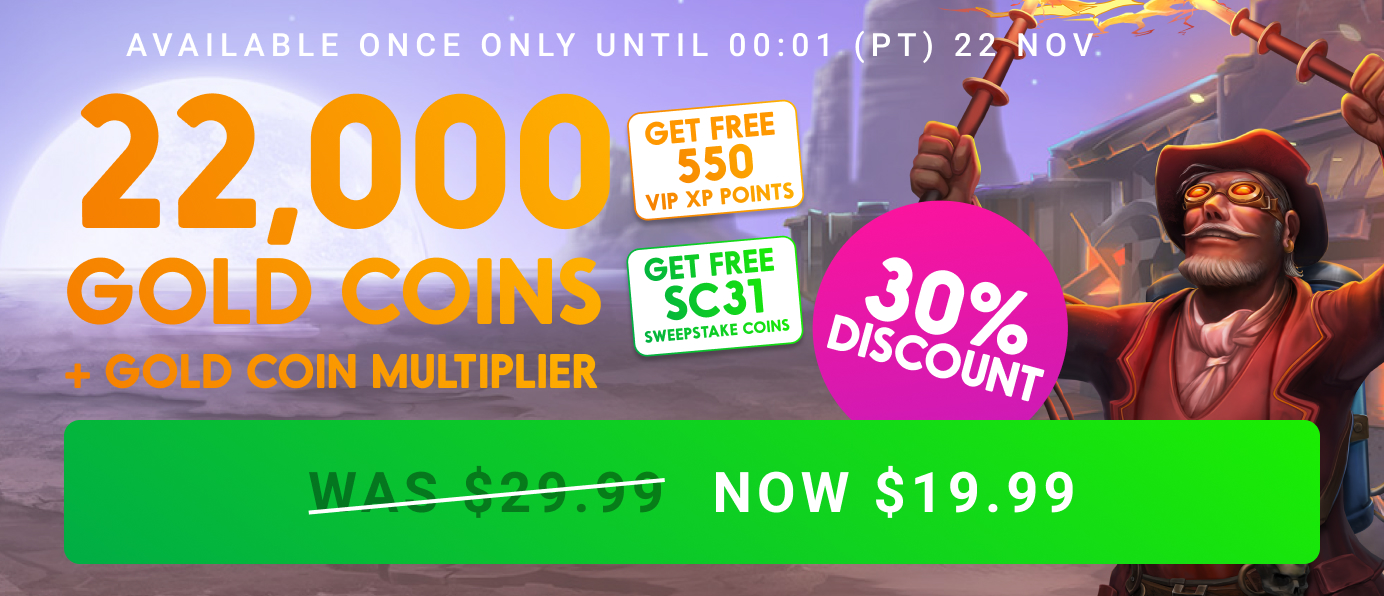 AVAILABLE ONCE ONLY UNTIL 00:01 (PT) 22 NOV.
22,000
GOLD COINS
+ GOLD COIN MULTIPLIER
GET FREE
550
VIP XP POINTS
GET FREE
SC31
SWEEPSTAKE COINS
30%
DISCOUNT
WAS $29.99 NOW $19.99